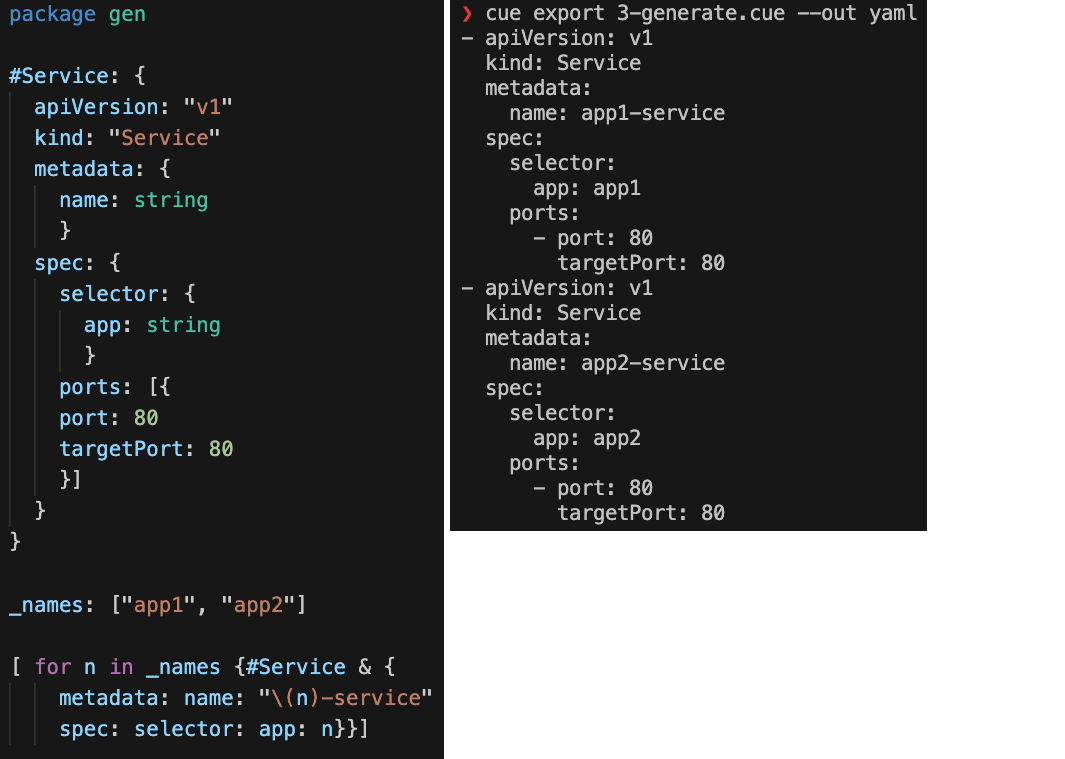 package gen

#Service: {
  apiVersion: "v1"
  kind: "Service"
  metadata: {
    name: string
    }
  spec: {
    selector: {
      app: string
      }
    ports: [{
    port: 80
    targetPort: 80
    }]
  }
}

_names: ["app1", "app2"]

[ for n in _names {#Service & {
    metadata: name: "\(n)-service"
    spec: selector: app: n}}]
❯ cue export 3-generate.cue --out yaml
- apiVersion: v1
  kind: Service
  metadata:
    name: app1-service
  spec:
    selector:
      app: app1
    ports:
      - port: 80
        targetPort: 80
- apiVersion: v1
  kind: Service
  metadata:
    name: app2-service
  spec:
    selector:
      app: app2
    ports:
      - port: 80
        targetPort: 80